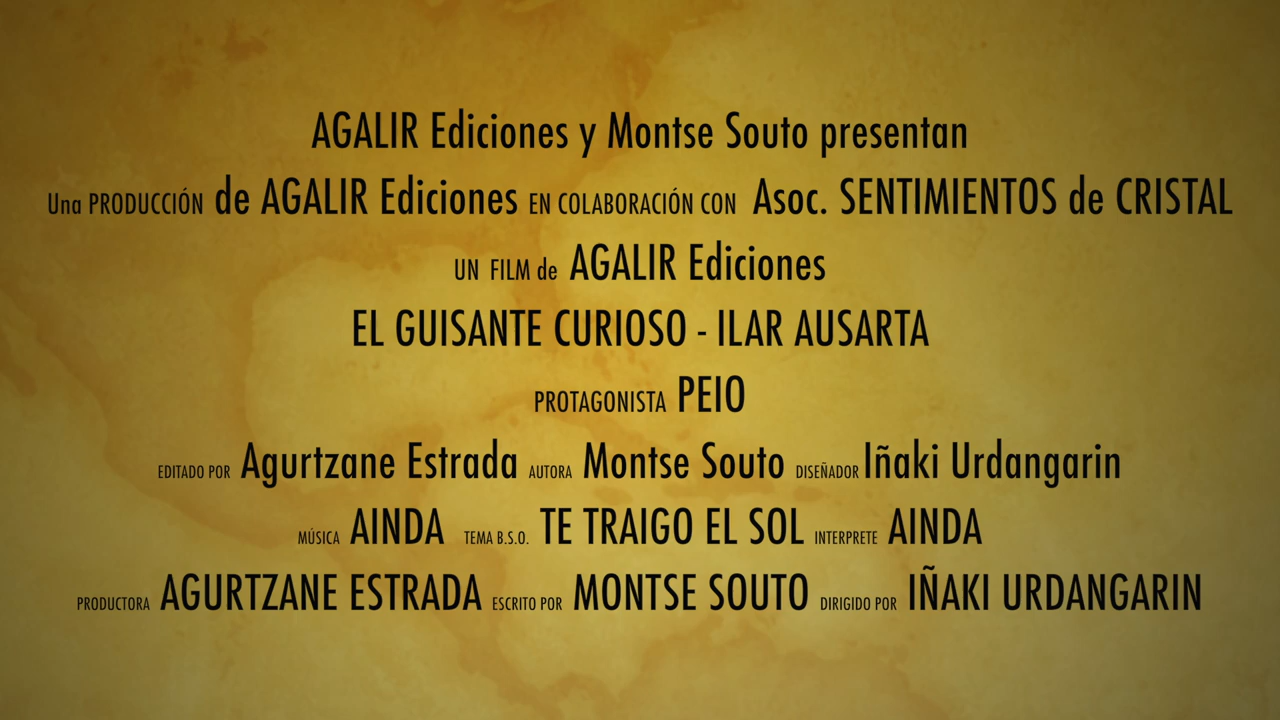 AGALIR Ediciones y Montse Souto presentan
Una PRODUCCIÓN de AGALIR Ediciones EN COLABORACIÓN CON Asoc. SENTIMIENTOS de CRISTAL
UN FILM de AGALIR Ediciones
EL GUISANTE CURIOSO - ILAR AUSARTA
PROTAGONISTA PEIO
EDITADO POR Agurtzane Estrada AUTORA Montse Souto DISEÑADOR Iñaki Urdangarin
MÚSICA AINDA TEMA B.S.O. TE TRAIGO EL SOL INTERPRETE AINDA
PRODUCTORA AGURTZANE ESTRADA ESCRITO POR MONTSE SOUTO DIRIGIDO POR IÑAKI URDANGARIN